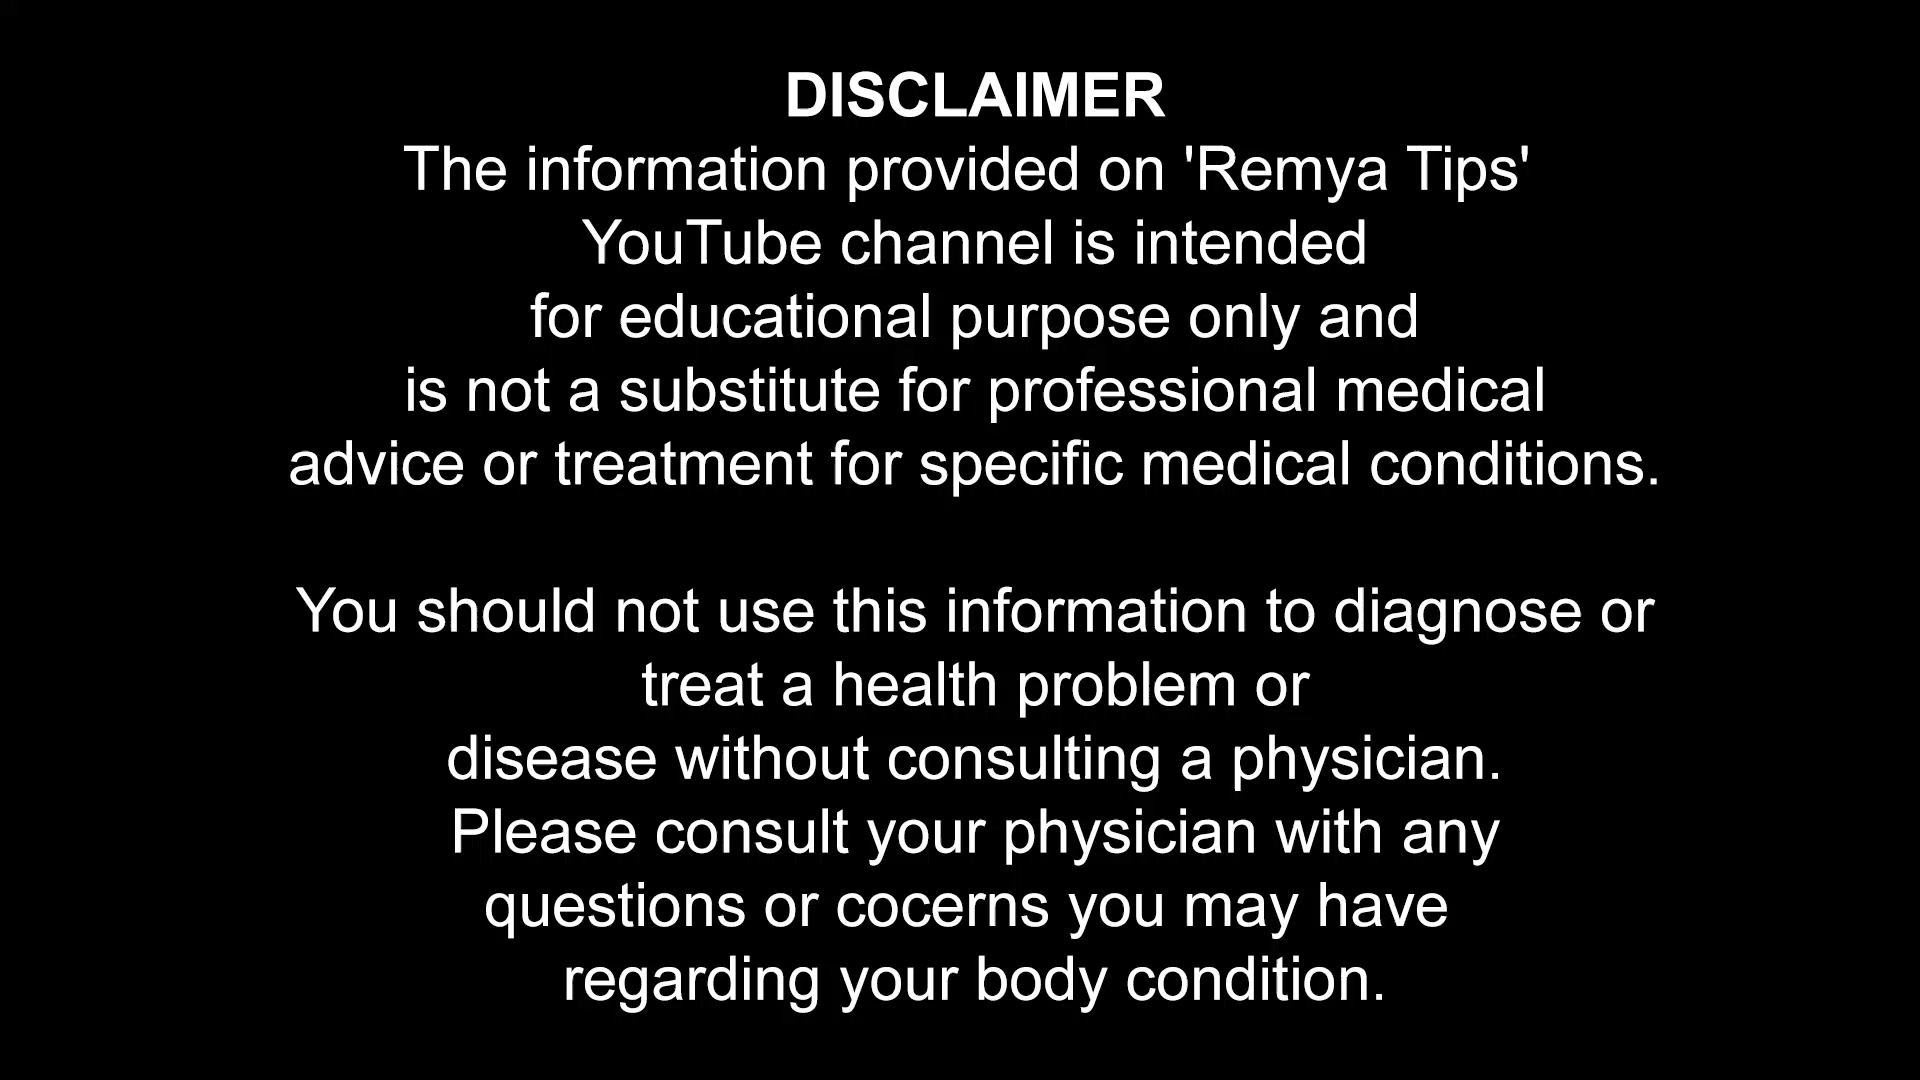 DISCLAIMER
The information provided on 'Remya Tips'
YouTube channel is intended
for educational purpose only and
is not a substitute for professional medical
advice or treatment for specific medical conditions.
You should not use this information to diagnose or
treat a health problem or
disease without consulting a physician.
Please consult your physician with any
questions or cocerns you may have
regarding your body condition.